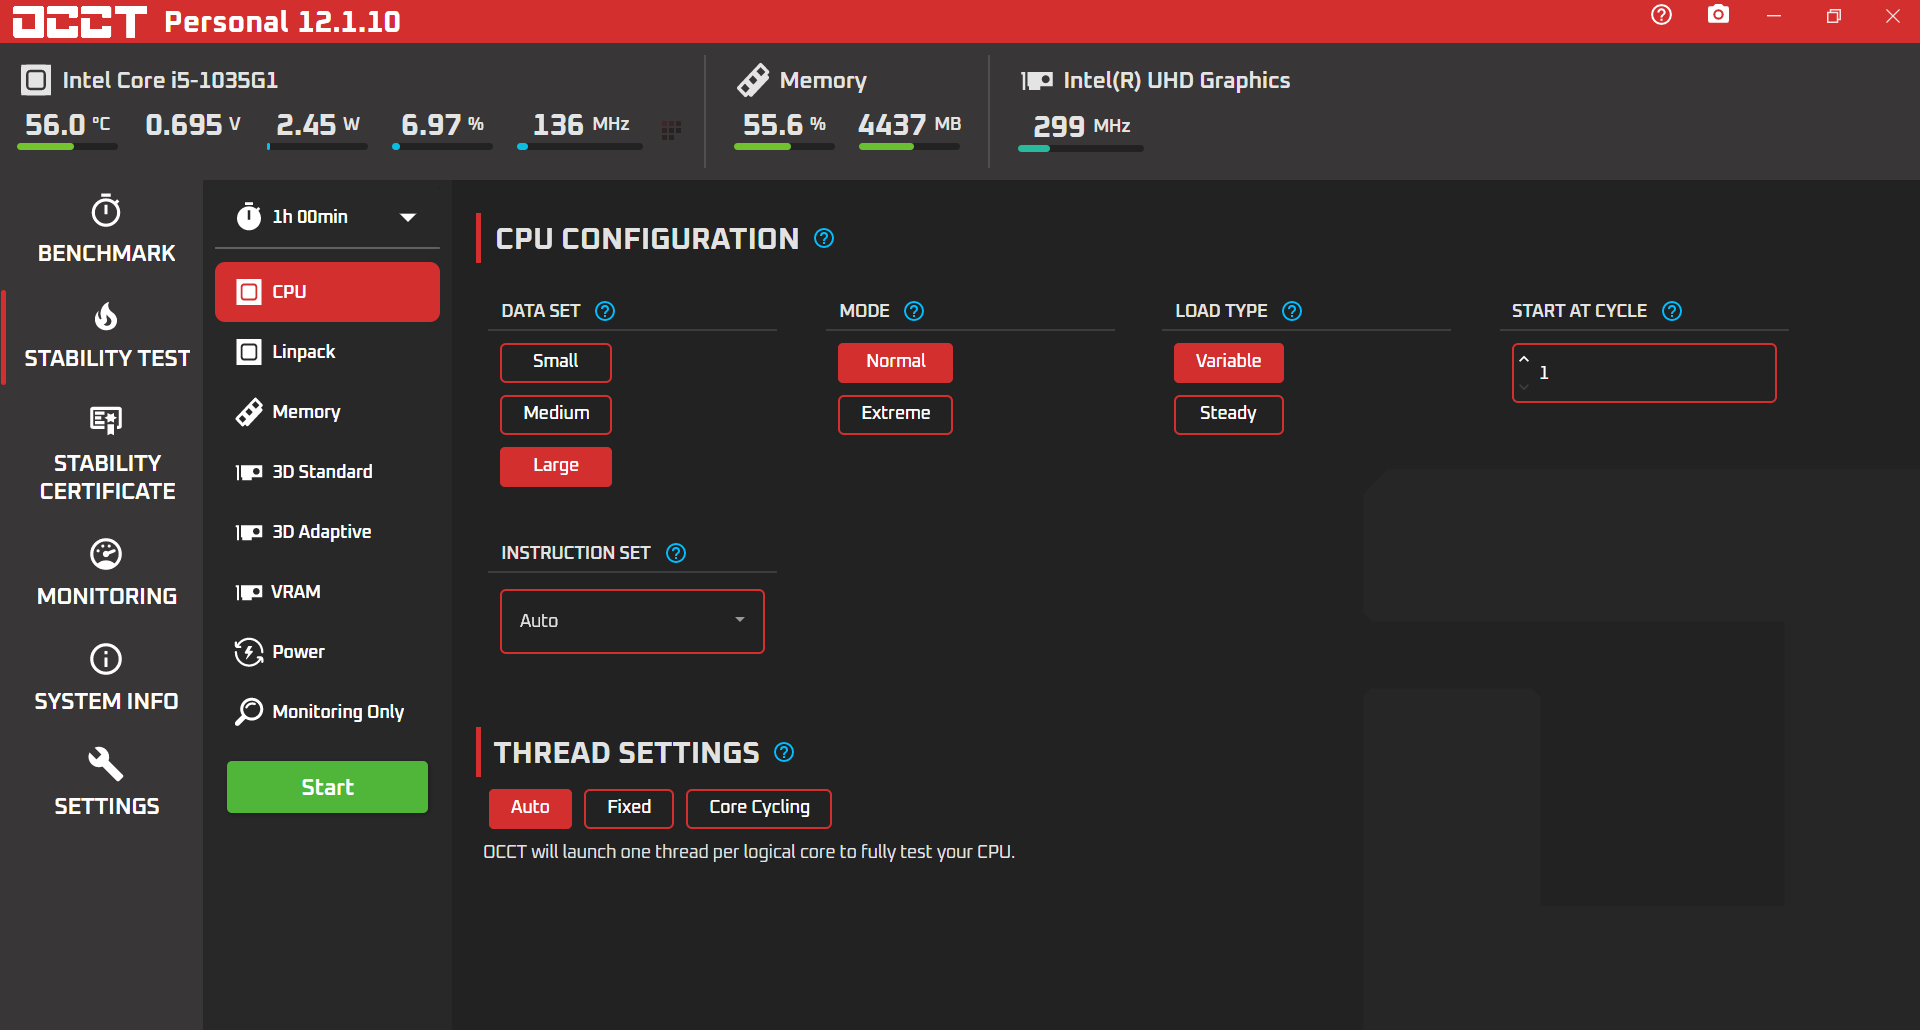 OCCT Personal 12.1.10
Intel Core i5-1035G1
56.0 °C 0.695 V 2.45 W 6.97 % 136 MHz
Memory
55.6 % 4437 MB
Intel(R) UHD Graphics
299 MHz
BENCHMARK
STABILITY TEST
STABILITY
CERTIFICATE
MONITORING
SYSTEM INFO
SETTINGS
1h 00min
CPU
Linpack
Memory
3D Standard
3D Adaptive
VRAM
Power
Monitoring Only
Start
CPU CONFIGURATION
DATA SET
Small
Medium
Large
MODE
Normal
Extreme
LOAD TYPE
Variable
Steady
START AT CYCLE
1
INSTRUCTION SET
Auto
THREAD SETTINGS
Auto Fixed Core Cycling
OCCT will launch one thread per logical core to fully test your CPU.